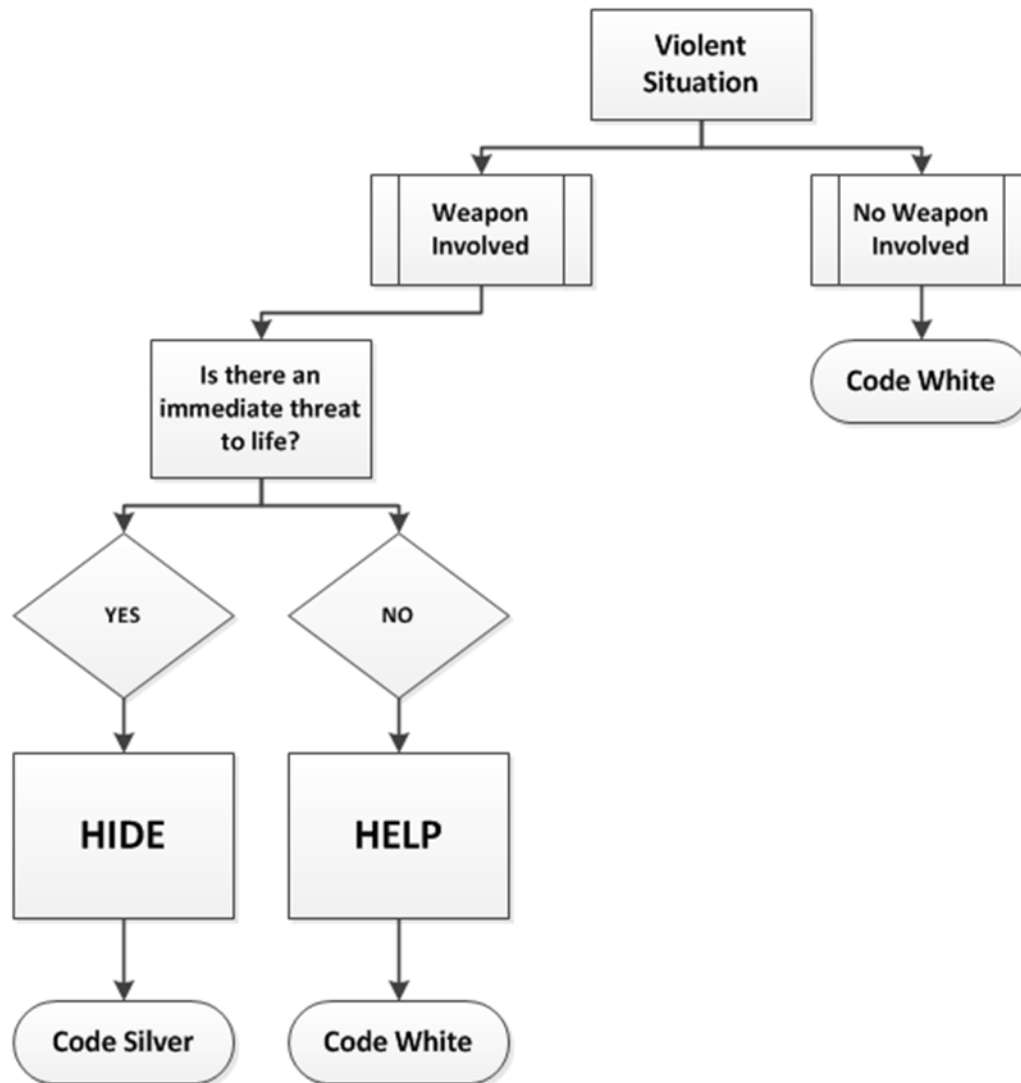 Violent
Situation
Weapon
Involved
No Weapon
Involved
Is there an
immediate threat
to life?
Code White
YES
NO
HIDE
HELP
Code Silver
Code White